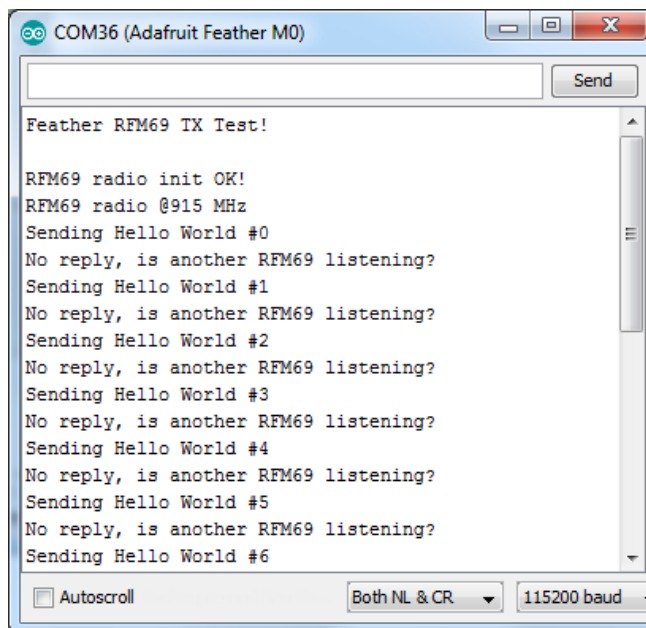 COM36 (Adafruit Feather M0)
Send
Feather RFM69 TX Test!
RFM69 radio init OK!
RFM69 radio @915 MHz
Sending Hello World #0
No reply, is another RFM69 listening?
Sending Hello World #1
No reply, is another RFM69 listening?
Sending Hello World #2
No reply, is another RFM69 listening?
Sending Hello World #3
No reply, is another RFM69 listening?
Sending Hello World #4
No reply, is another RFM69 listening?
Sending Hello World #5
No reply, is another RFM69 listening?
Sending Hello World #6
Autoscroll Both NL & CR 115200 baud